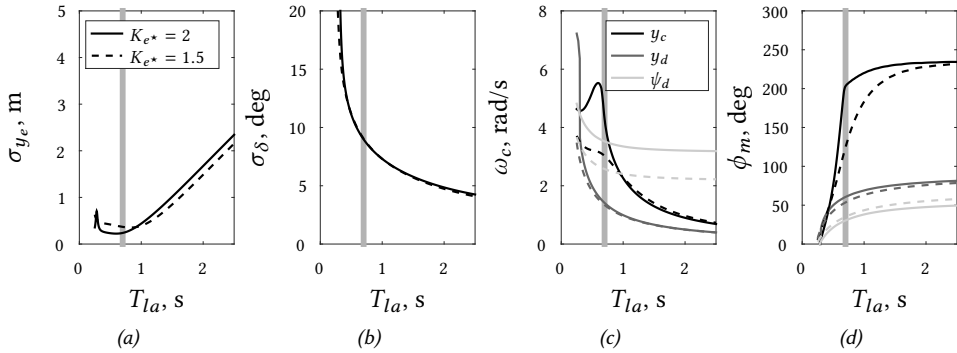 σ_{y_e}, m
5
4
3
2
1
0
K_{e⋆} = 2
K_{e⋆} = 1.5
0 1 2
T_{la}, s
(a)
σ_δ, deg
20
15
10
5
0
0 1 2
T_{la}, s
(b)
ω_c, rad/s
8
6
4
2
0
y_c
y_d
ψ_d
0 1 2
T_{la}, s
(c)
ϕ_m, deg
300
250
200
150
100
50
0
0 1 2
T_{la}, s
(d)